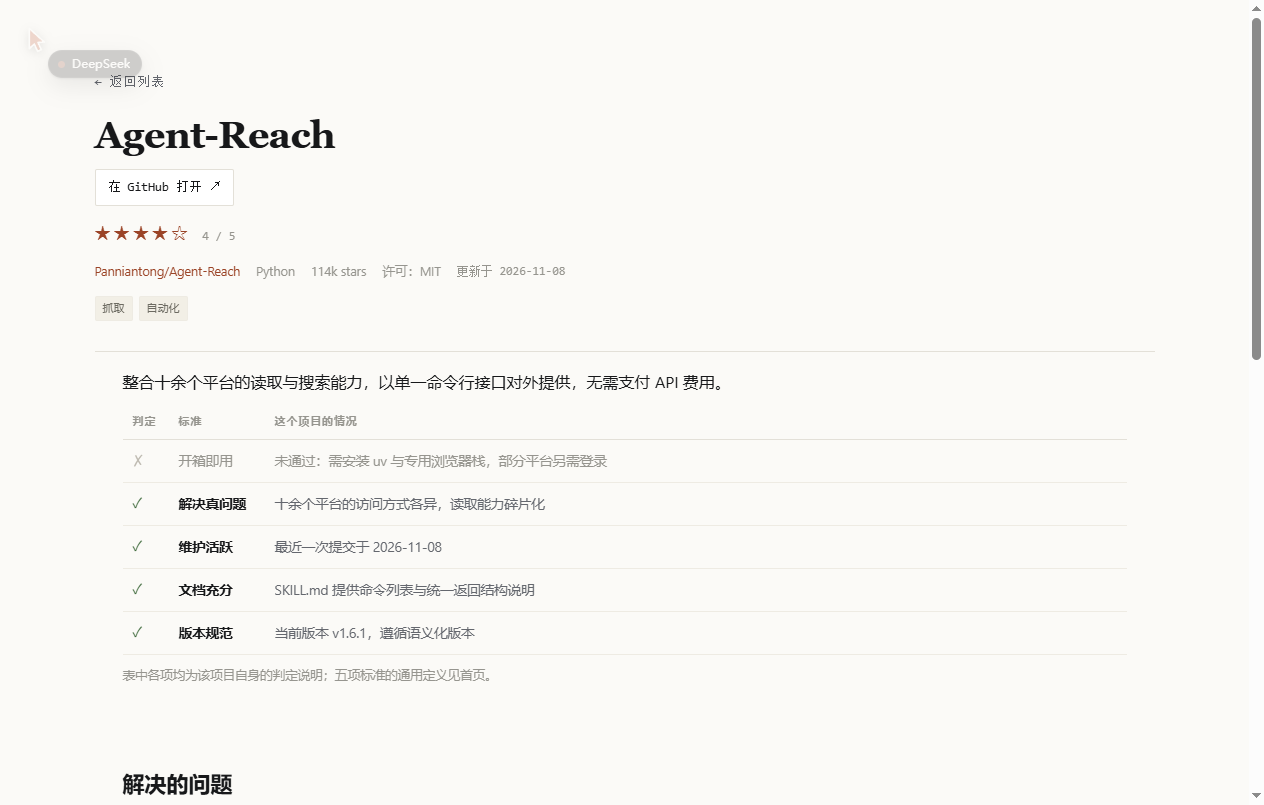 DeepSeek
← 返回列表
Agent-Reach
在 GitHub 打开 ↗
★★★★☆ 4 / 5
Panniantong/Agent-Reach Python 114k stars 许可：MIT 更新于 2026-11-08
抓取 自动化
整合十余个平台的读取与搜索能力，以单一命令行接口对外提供，无需支付 API 费用。
判定 标准 这个项目的情况
✗ 开箱即用 未通过：需安装 uv 与专用浏览器栈，部分平台另需登录
✓ 解决真问题 十余个平台的访问方式各异，读取能力碎片化
✓ 维护活跃 最近一次提交于 2026-11-08
✓ 文档充分 SKILL.md 提供命令列表与统一返回结构说明
✓ 版本规范 当前版本 v1.6.1，遵循语义化版本
表中各项均为该项目自身的判定说明；五项标准的通用定义见首页。
解决的问题